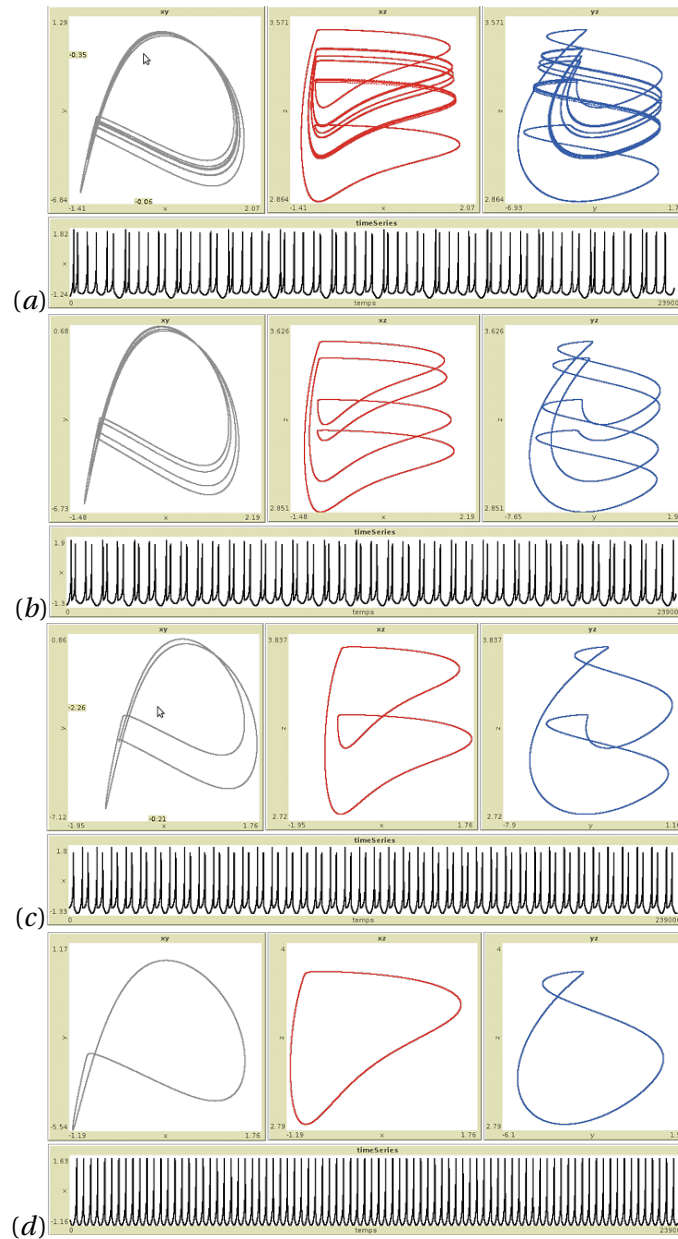 xy
xz
yz
1.29
3.571
3.571
-0.35
y
z
z
-6.84
-0.06
2.864
2.864
-1.41
x
2.07
-1.41
x
2.07
-6.93
y
timeSeries
1.82
x
-1.24
0
temps
23900
(a)
xy
xz
yz
0.68
3.626
3.626
z
z
-6.73
2.851
2.851
-1.48
x
2.19
-1.48
x
2.19
-7.65
y
timeSeries
1.9
x
-1.3
0
temps
23900
(b)
xy
xz
yz
0.86
3.837
3.837
-2.26
z
z
-7.12
-0.21
2.72
2.72
-1.95
x
1.76
-1.95
x
1.76
-7.9
y
timeSeries
1.8
x
-1.33
0
temps
(c)
xy
xz
yz
1.17
4
4
z
z
-5.54
2.79
2.79
-1.19
x
1.76
-1.19
x
1.76
-6.1
y
timeSeries
1.63
x
-1.16
0
temps
23900
(d)